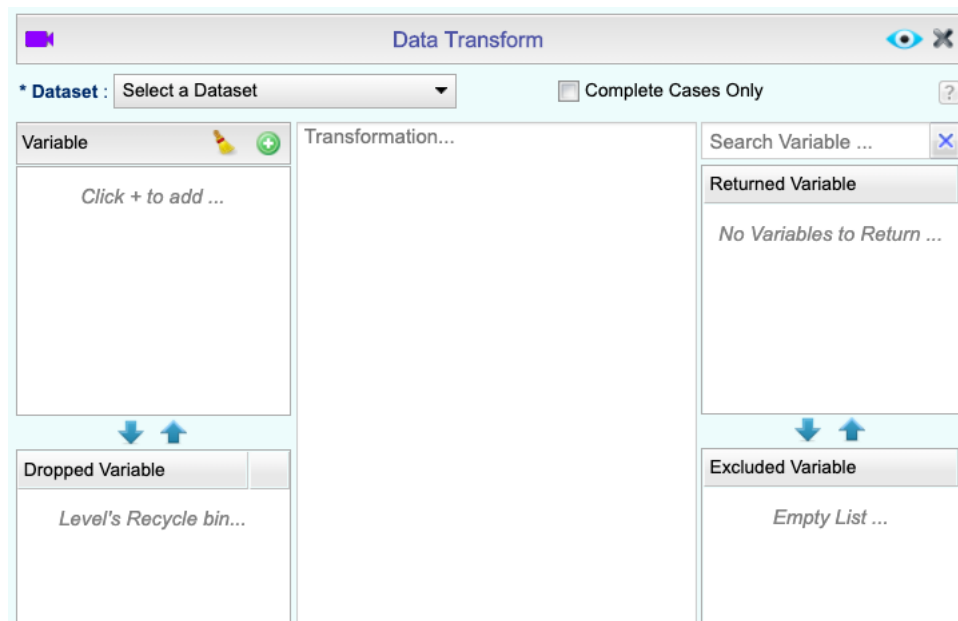 Data Transform
* Dataset : Select a Dataset
Complete Cases Only
?
Variable
Click + to add ...
Dropped Variable
Level's Recycle bin...
Transformation...
Search Variable ...
Returned Variable
No Variables to Return ...
Excluded Variable
Empty List ...